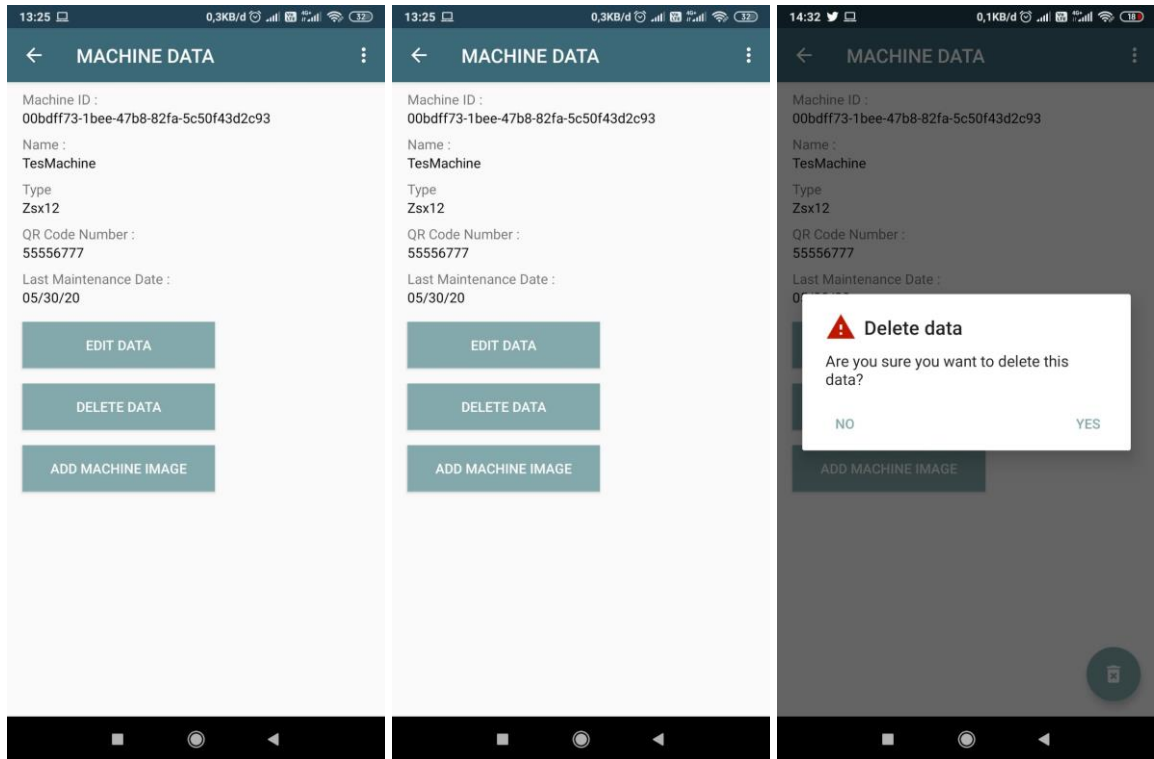 13:25
0,3KB/d
32
MACHINE DATA
Machine ID :
00bdff73-1bee-47b8-82fa-5c50f43d2c93
Name :
TesMachine
Type
Zsx12
QR Code Number :
55556777
Last Maintenance Date :
05/30/20
EDIT DATA
DELETE DATA
ADD MACHINE IMAGE
13:25
0,3KB/d
32
MACHINE DATA
Machine ID :
00bdff73-1bee-47b8-82fa-5c50f43d2c93
Name :
TesMachine
Type
Zsx12
QR Code Number :
55556777
Last Maintenance Date :
05/30/20
EDIT DATA
DELETE DATA
ADD MACHINE IMAGE
14:32
0,1KB/d
18
MACHINE DATA
Machine ID :
00bdff73-1bee-47b8-82fa-5c50f43d2c93
Name :
TesMachine
Type
Zsx12
QR Code Number :
55556777
Last Maintenance Date :
Delete data
Are you sure you want to delete this
data?
NO YES
ADD MACHINE IMAGE